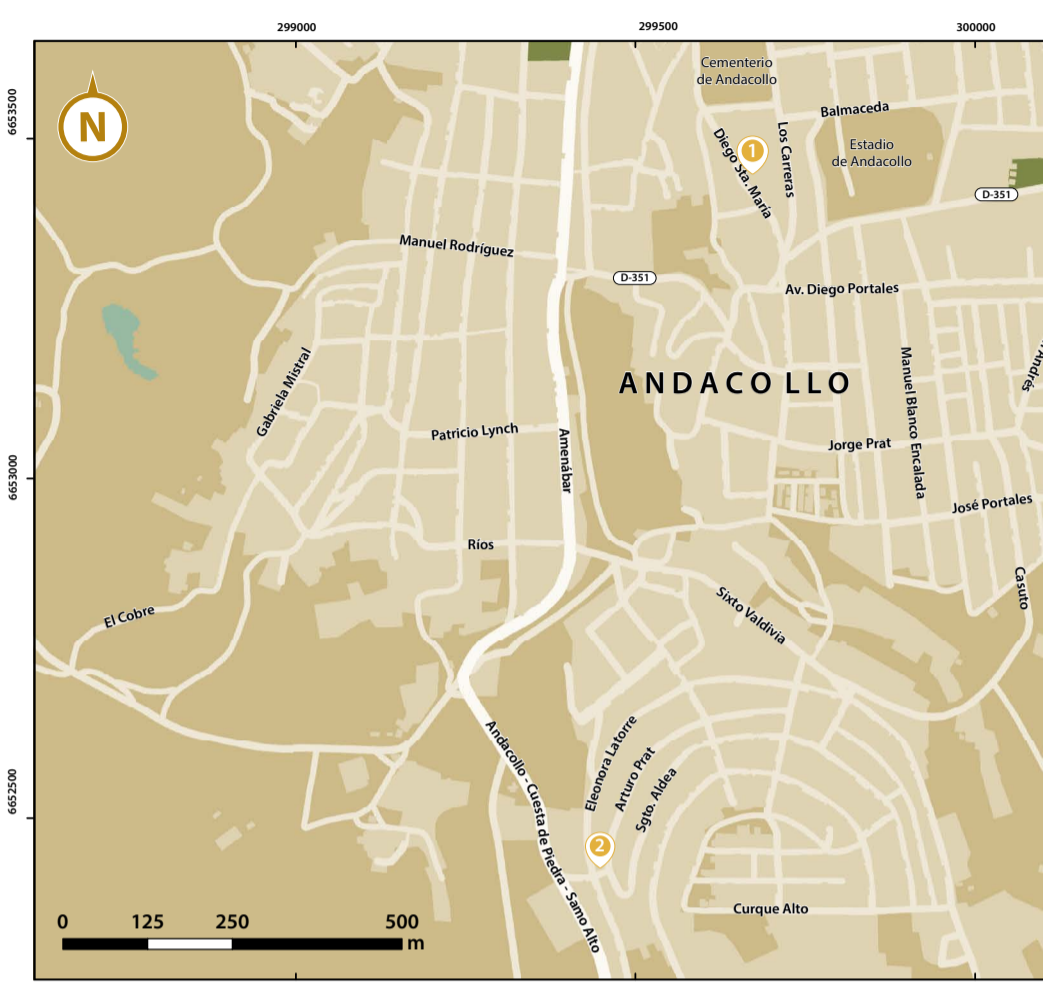 299000
299500
300000
6653500
6653000
6652500
N
Cementerio
de Andacollo
Balmaceda
Los Carreras
Diego Sta. María
1
Estadio
de Andacollo
D-351
Manuel Rodríguez
D-351
Av. Diego Portales
Gabriela Mistral
ANDACOLLO
Manuel Blanco Encalada
Andrés
Patricio Lynch
Amenábar
Jorge Prat
José Portales
Ríos
Casuto
El Cobre
Sixto Valdivia
Andacollo - Cuesta de Piedra - Samo Alto
Eleonora Latorre
Arturo Prat
Sgto. Aldea
2
Curque Alto
0 125 250 500
m